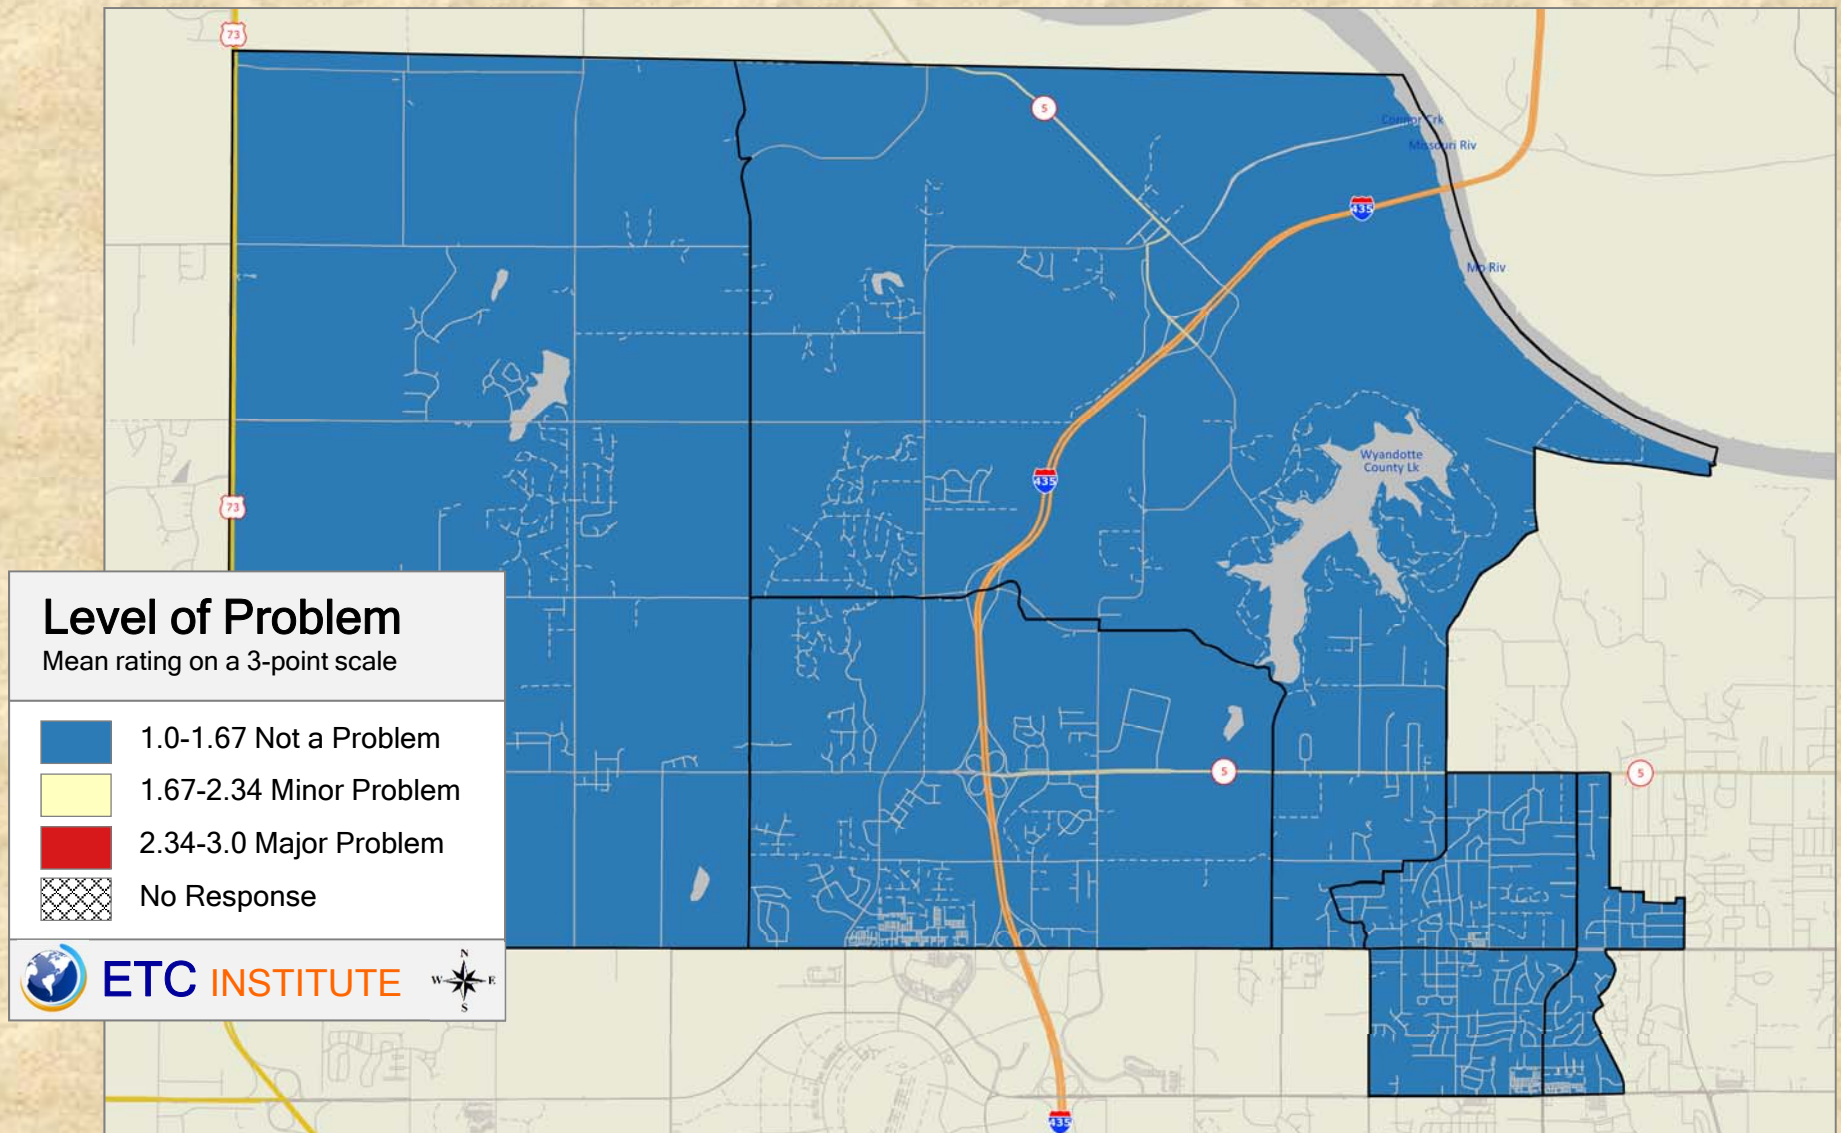 73
5
Connor Crk
Missouri Riv
435
Mo Riv
Wyandotte
County Lk
435
73
Level of Problem
Mean rating on a 3-point scale
1.0-1.67 Not a Problem
1.67-2.34 Minor Problem
2.34-3.0 Major Problem
No Response
5
5
ETC INSTITUTE
N
W E
S
435